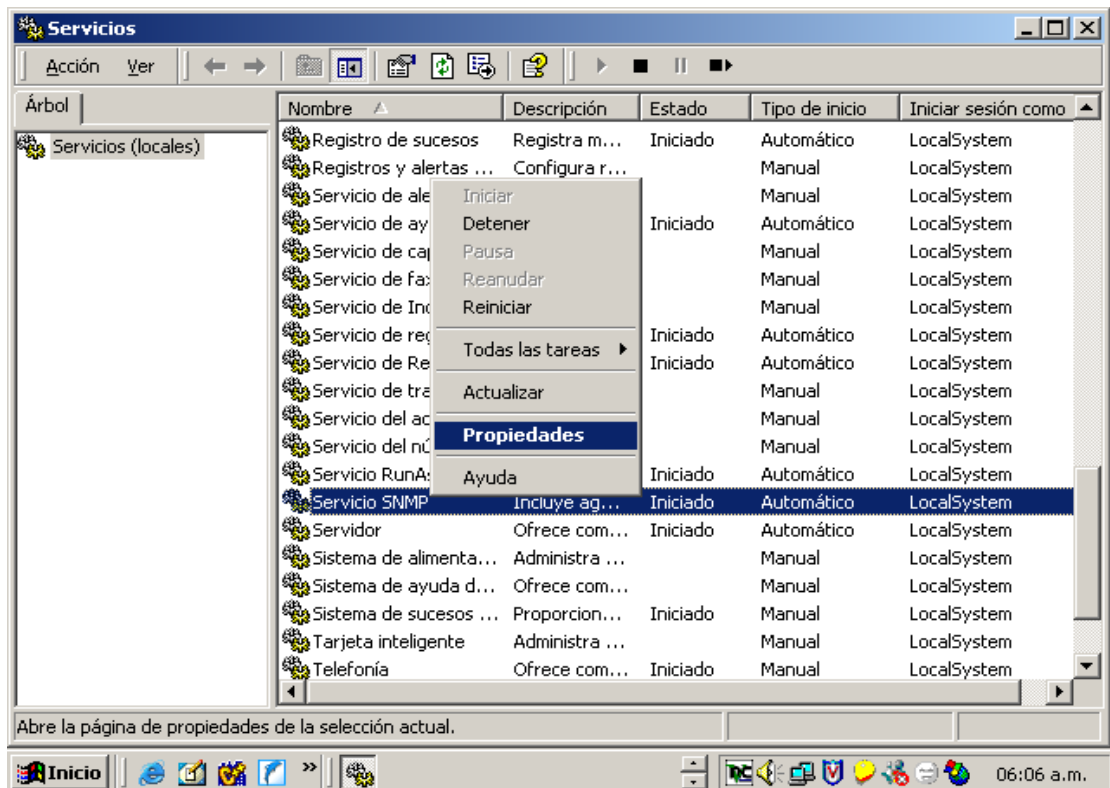 Servicios
Acción Ver
Árbol
Servicios (locales)
Nombre Descripción Estado Tipo de inicio Iniciar sesión como
Registro de sucesos Registra m... Iniciado Automático LocalSystem
Registros y alertas ... Configura r... Manual LocalSystem
Servicio de ale Manual LocalSystem
Servicio de ay Iniciado Automático LocalSystem
Servicio de cap Manual LocalSystem
Servicio de fax Manual LocalSystem
Servicio de Ind Manual LocalSystem
Servicio de reg Iniciado Automático LocalSystem
Servicio de Re Iniciado Automático LocalSystem
Servicio de tra Manual LocalSystem
Servicio del ad Manual LocalSystem
Servicio del nú Manual LocalSystem
Servicio RunAs Iniciado Automático LocalSystem
Servicio SNMP Incluye ag... Iniciado Automático LocalSystem
Servidor Ofrece com... Iniciado Automático LocalSystem
Sistema de alimenta... Administra ... Manual LocalSystem
Sistema de ayuda d... Ofrece com... Manual LocalSystem
Sistema de sucesos ... Proporcion... Iniciado Manual LocalSystem
Tarjeta inteligente Administra ... Manual LocalSystem
Telefonía Ofrece com... Iniciado Manual LocalSystem
Iniciar
Detener
Pausa
Reanudar
Reiniciar
Todas las tareas
Actualizar
Propiedades
Ayuda
Abre la página de propiedades de la selección actual.
Inicio » 06:06 a.m.